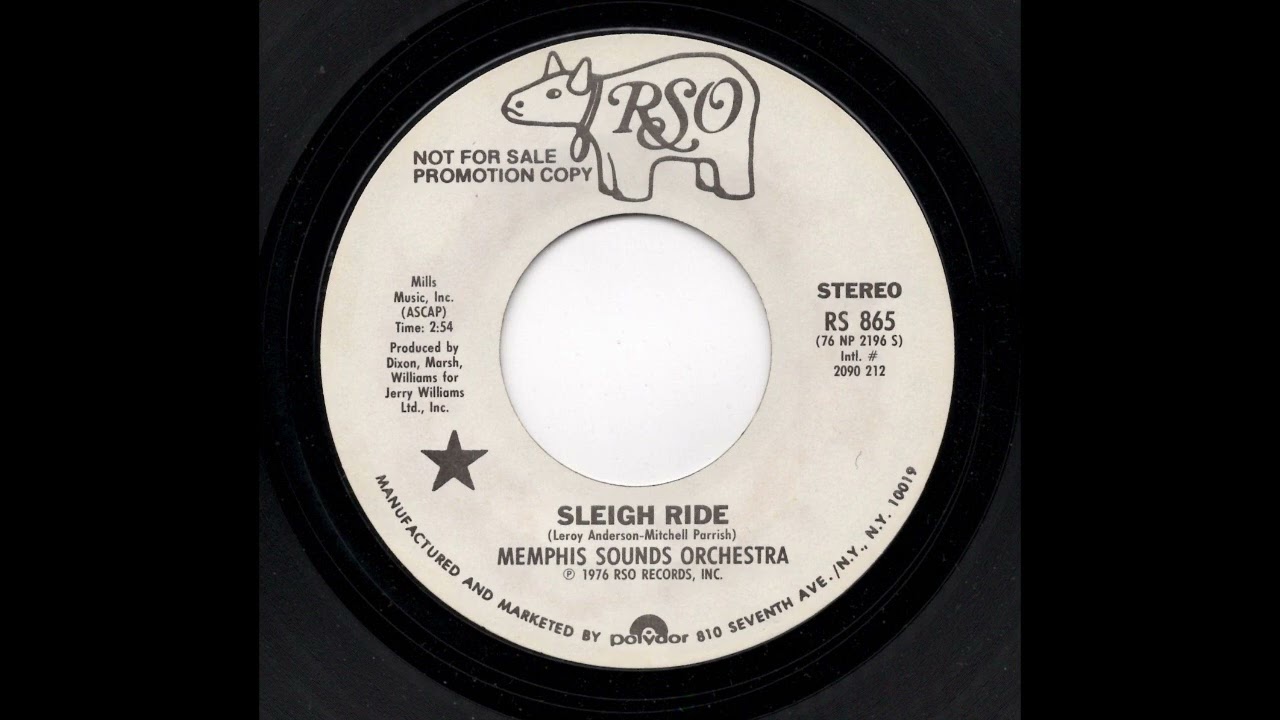 RSO
NOT FOR SALE
PROMOTION COPY
Mills
Music, Inc.
(ASCAP)
Time: 2:54
Produced by
Dixon, Marsh,
Williams for
Jerry Williams
Ltd., Inc.
STEREO
RS 865
(76 NP 2196 S)
Intl. #
2090 212
SLEIGH RIDE
(Leroy Anderson-Mitchell Parrish)
MEMPHIS SOUNDS ORCHESTRA
℗ 1976 RSO RECORDS, INC.
MANUFACTURED AND MARKETED BY polydor 810 SEVENTH AVE./N.Y., N.Y. 10019